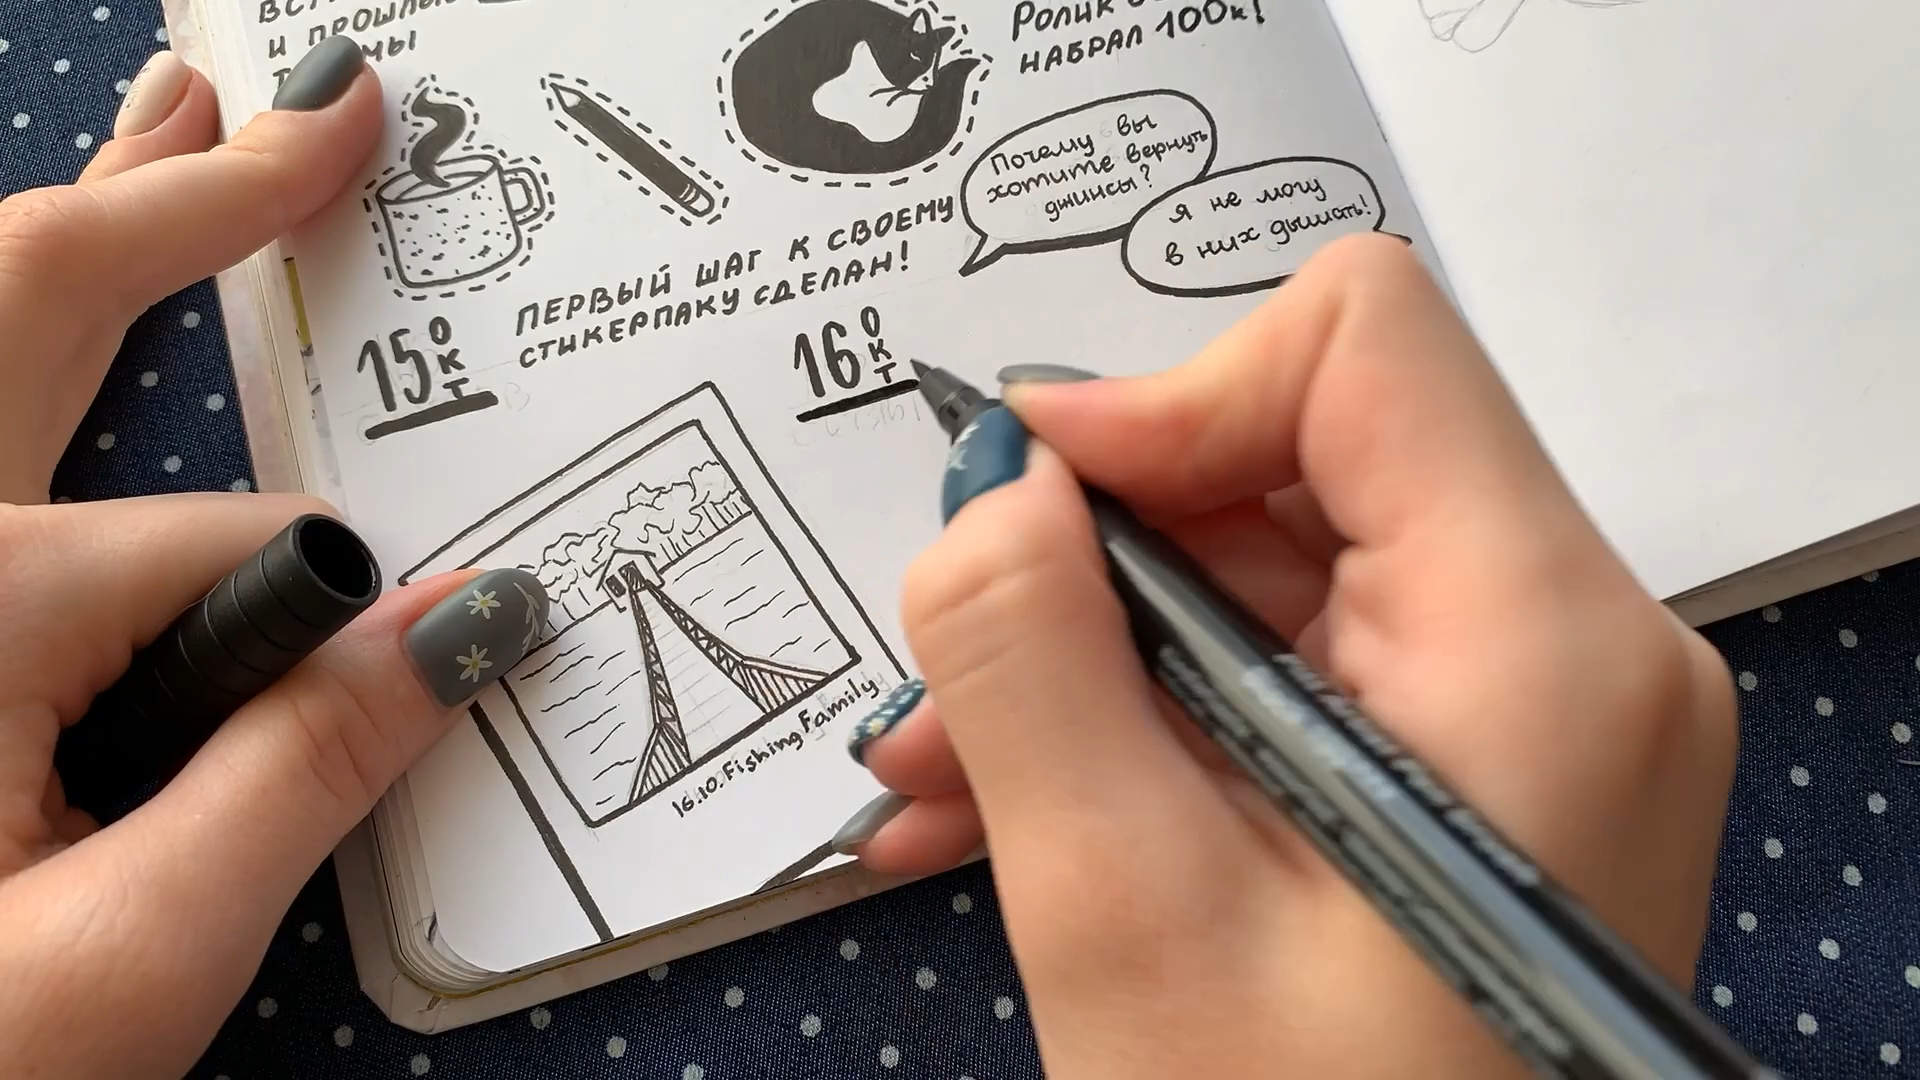 И ПРОШЛЫЕ
РОЛИК
НАБРАЛ 100к!
Почему вы
хотите вернуть
джинсы?
Я не могу
в них дышать!
ПЕРВЫЙ ШАГ К СВОЕМУ
СТИКЕРПАКУ СДЕЛАН!
15 ОКТ
16 ОКТ
16.10. Fishing Family